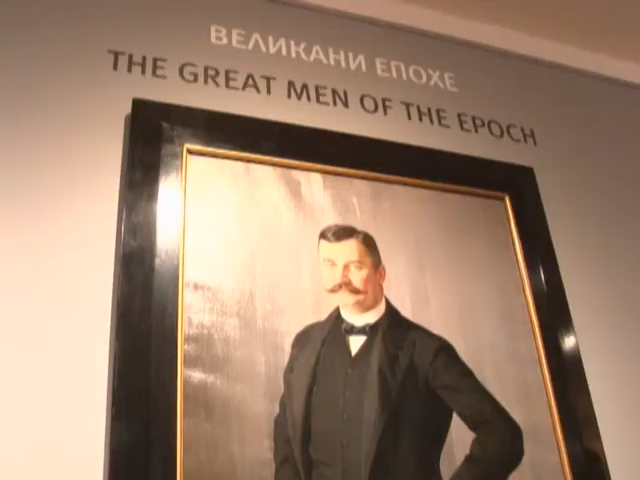 ВЕЛИКАНИ ЕПОХЕ
THE GREAT MEN OF THE EPOCH